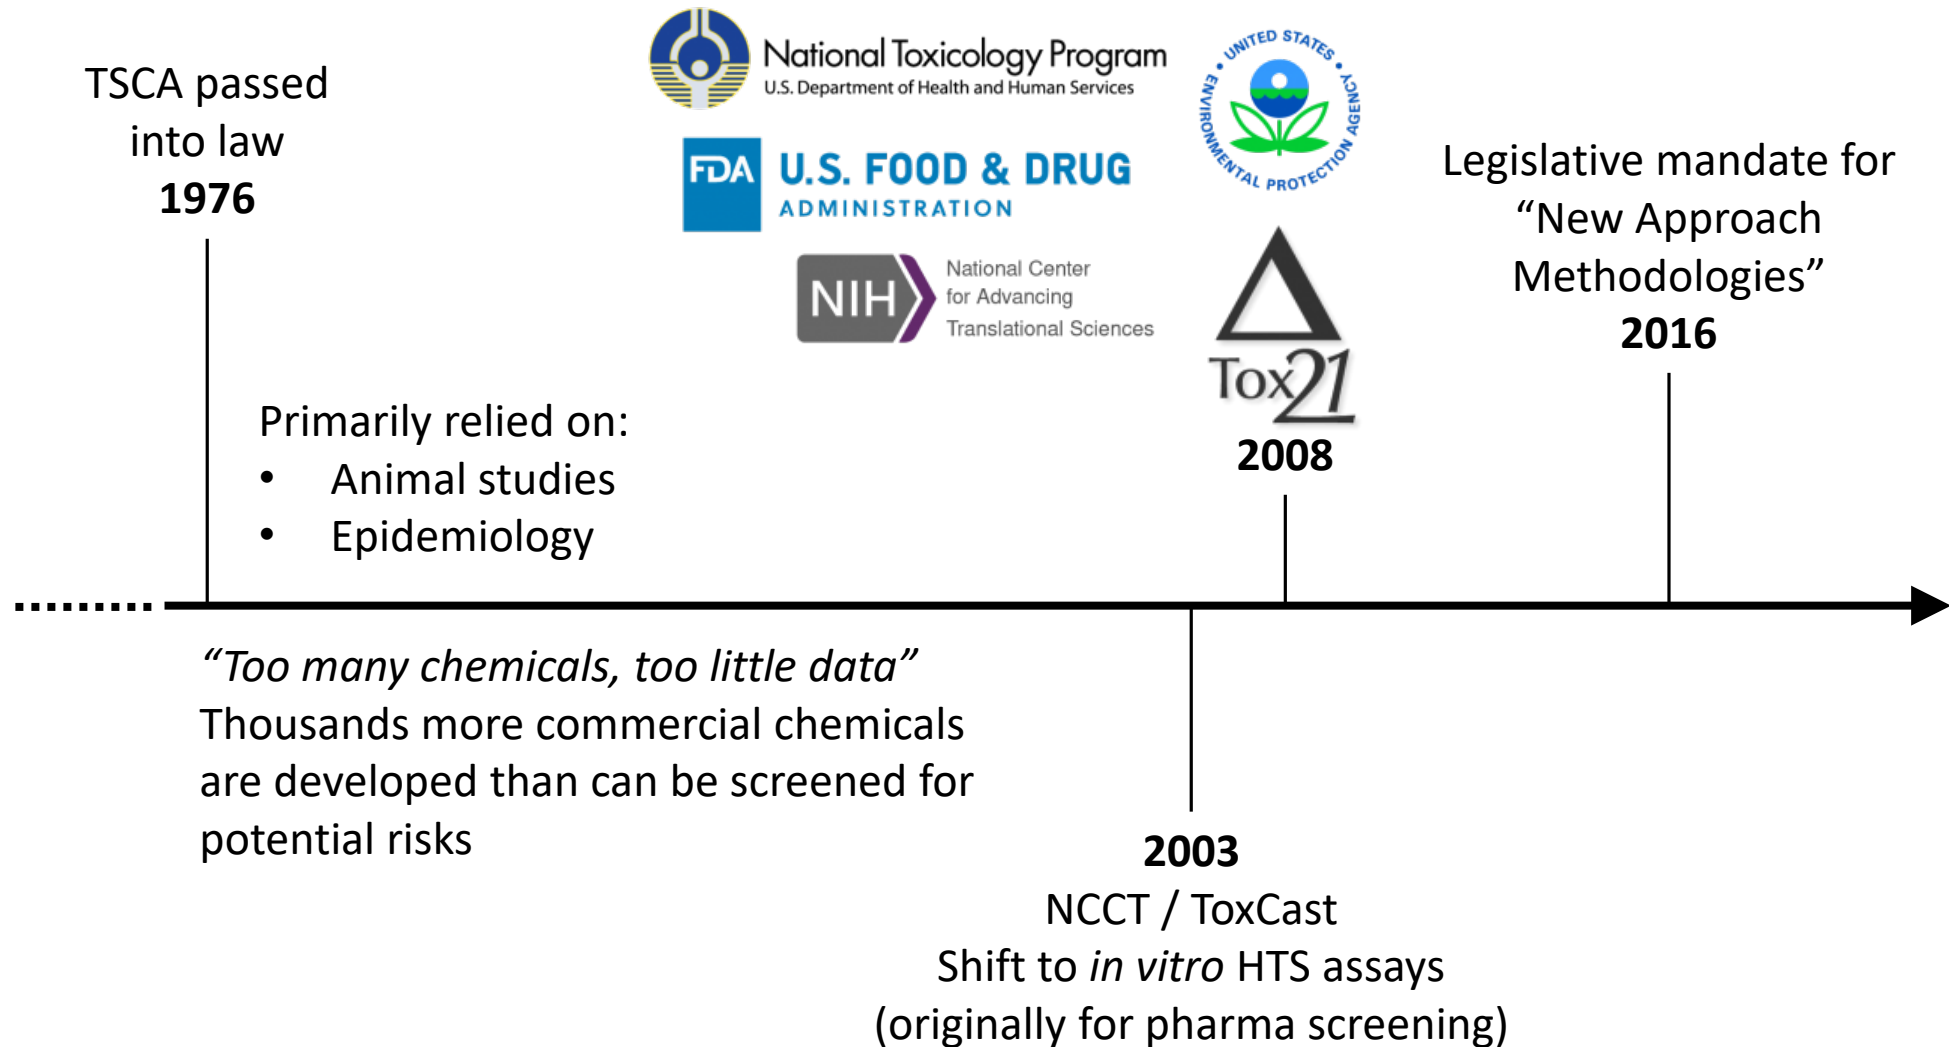 TSCA passed
into law
1976
National Toxicology Program
U.S. Department of Health and Human Services
FDA
U.S. FOOD & DRUG
ADMINISTRATION
NIH
National Center
for Advancing
Translational Sciences
UNITED STATES • ENVIRONMENTAL PROTECTION AGENCY •
Tox21
2008
Legislative mandate for
“New Approach
Methodologies”
2016
Primarily relied on:
• Animal studies
• Epidemiology
“Too many chemicals, too little data”
Thousands more commercial chemicals
are developed than can be screened for
potential risks
2003
NCCT / ToxCast
Shift to in vitro HTS assays
(originally for pharma screening)